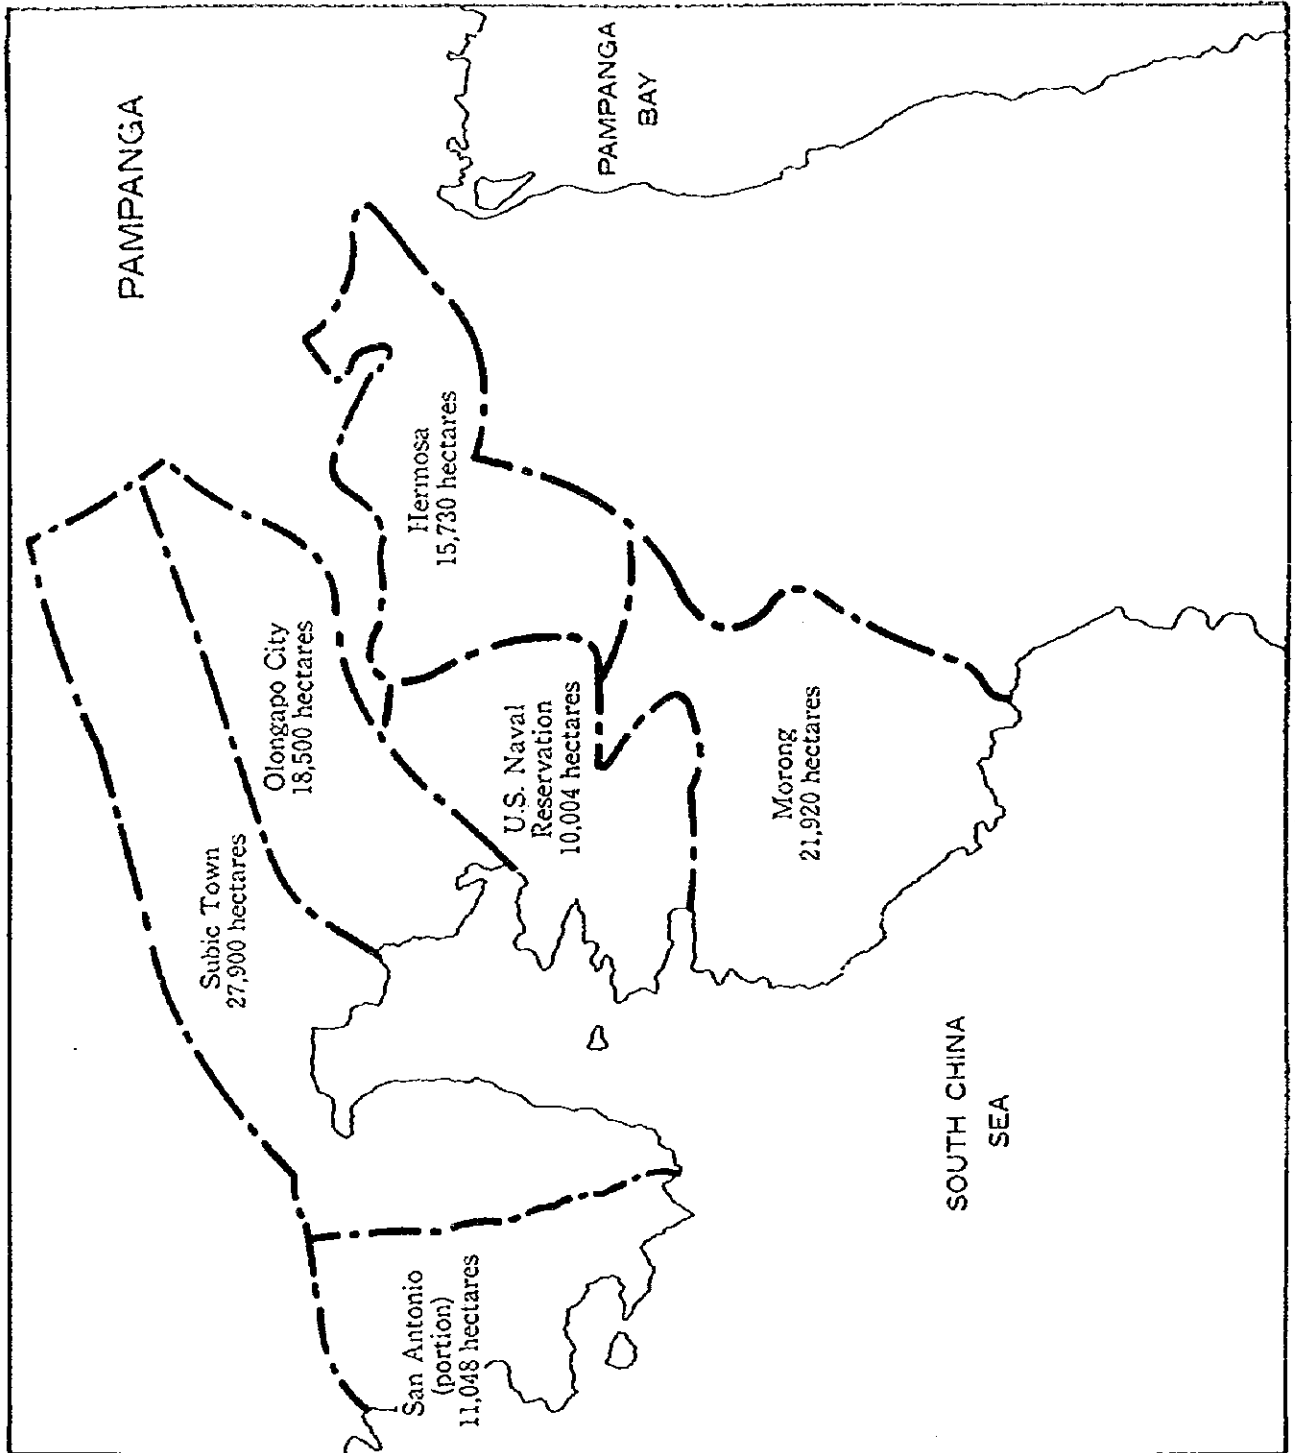 PAMPANGA
PAMPANGA
BAY
Hermosa
15,730 hectares
Olongapo City
18,500 hectares
U.S. Naval
Reservation
10,004 hectares
Morong
21,920 hectares
Subic Town
27,900 hectares
San Antonio
(portion)
11,048 hectares
SOUTH CHINA
SEA